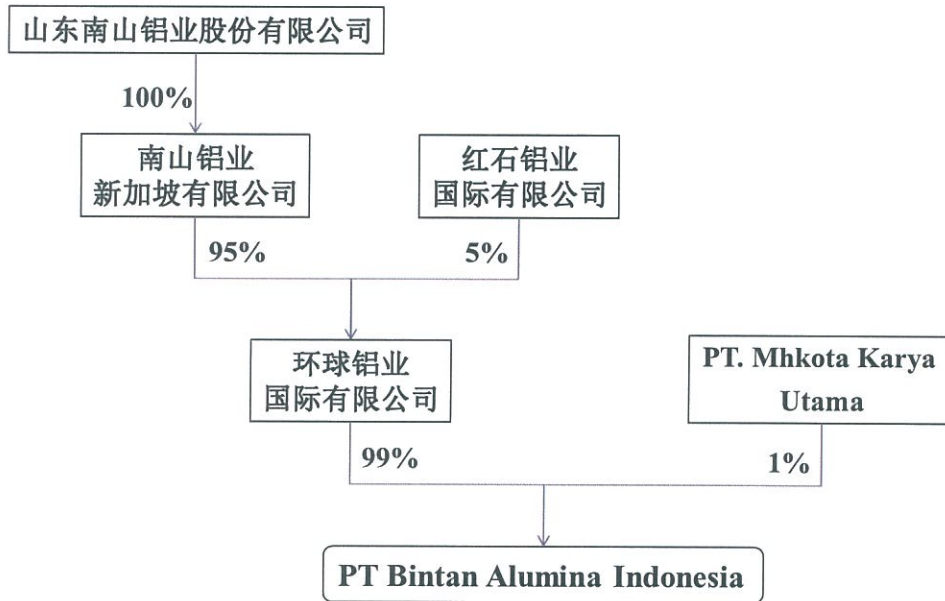 山东南山铝业股份有限公司
100%
南山铝业
新加坡有限公司
红石铝业
国际有限公司
95%
5%
环球铝业
国际有限公司
PT. Mhkota Karya
Utama
99%
1%
PT Bintan Alumina Indonesia